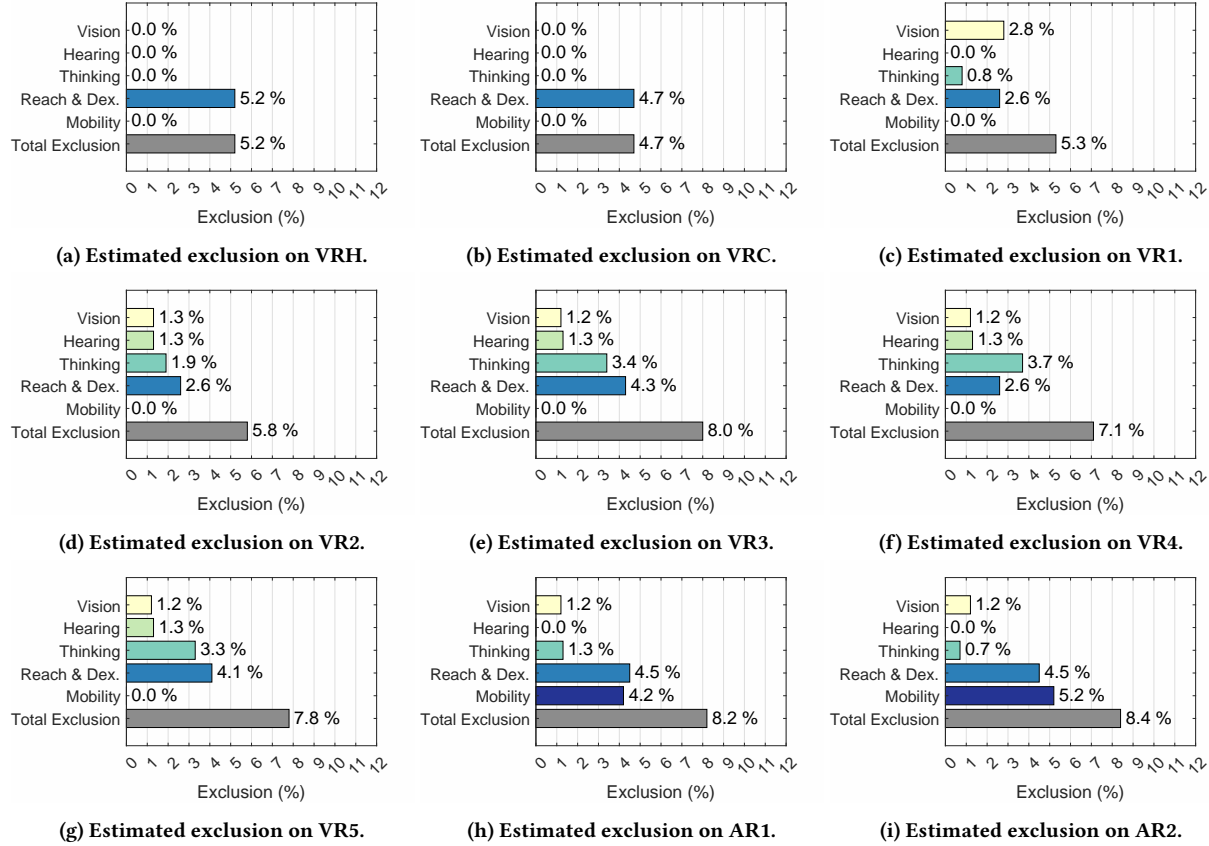 Vision 0.0 %
Hearing 0.0 %
Thinking 0.0 %
Reach & Dex. 5.2 %
Mobility 0.0 %
Total Exclusion 5.2 %
0 1 2 3 4 5 6 7 8 9 10 11 12
Exclusion (%)
(a) Estimated exclusion on VRH.
Vision 0.0 %
Hearing 0.0 %
Thinking 0.0 %
Reach & Dex. 4.7 %
Mobility 0.0 %
Total Exclusion 4.7 %
0 1 2 3 4 5 6 7 8 9 10 11 12
Exclusion (%)
(b) Estimated exclusion on VRC.
Vision 2.8 %
Hearing 0.0 %
Thinking 0.8 %
Reach & Dex. 2.6 %
Mobility 0.0 %
Total Exclusion 5.3 %
0 1 2 3 4 5 6 7 8 9 10 11 12
Exclusion (%)
(c) Estimated exclusion on VR1.
Vision 1.3 %
Hearing 1.3 %
Thinking 1.9 %
Reach & Dex. 2.6 %
Mobility 0.0 %
Total Exclusion 5.8 %
0 1 2 3 4 5 6 7 8 9 10 11 12
Exclusion (%)
(d) Estimated exclusion on VR2.
Vision 1.2 %
Hearing 1.3 %
Thinking 3.4 %
Reach & Dex. 4.3 %
Mobility 0.0 %
Total Exclusion 8.0 %
0 1 2 3 4 5 6 7 8 9 10 11 12
Exclusion (%)
(e) Estimated exclusion on VR3.
Vision 1.2 %
Hearing 1.3 %
Thinking 3.7 %
Reach & Dex. 2.6 %
Mobility 0.0 %
Total Exclusion 7.1 %
0 1 2 3 4 5 6 7 8 9 10 11 12
Exclusion (%)
(f) Estimated exclusion on VR4.
Vision 1.2 %
Hearing 1.3 %
Thinking 3.3 %
Reach & Dex. 4.1 %
Mobility 0.0 %
Total Exclusion 7.8 %
0 1 2 3 4 5 6 7 8 9 10 11 12
Exclusion (%)
(g) Estimated exclusion on VR5.
Vision 1.2 %
Hearing 0.0 %
Thinking 1.3 %
Reach & Dex. 4.5 %
Mobility 4.2 %
Total Exclusion 8.2 %
0 1 2 3 4 5 6 7 8 9 10 11 12
Exclusion (%)
(h) Estimated exclusion on AR1.
Vision 1.2 %
Hearing 0.0 %
Thinking 0.7 %
Reach & Dex. 4.5 %
Mobility 5.2 %
Total Exclusion 8.4 %
0 1 2 3 4 5 6 7 8 9 10 11 12
Exclusion (%)
(i) Estimated exclusion on AR2.